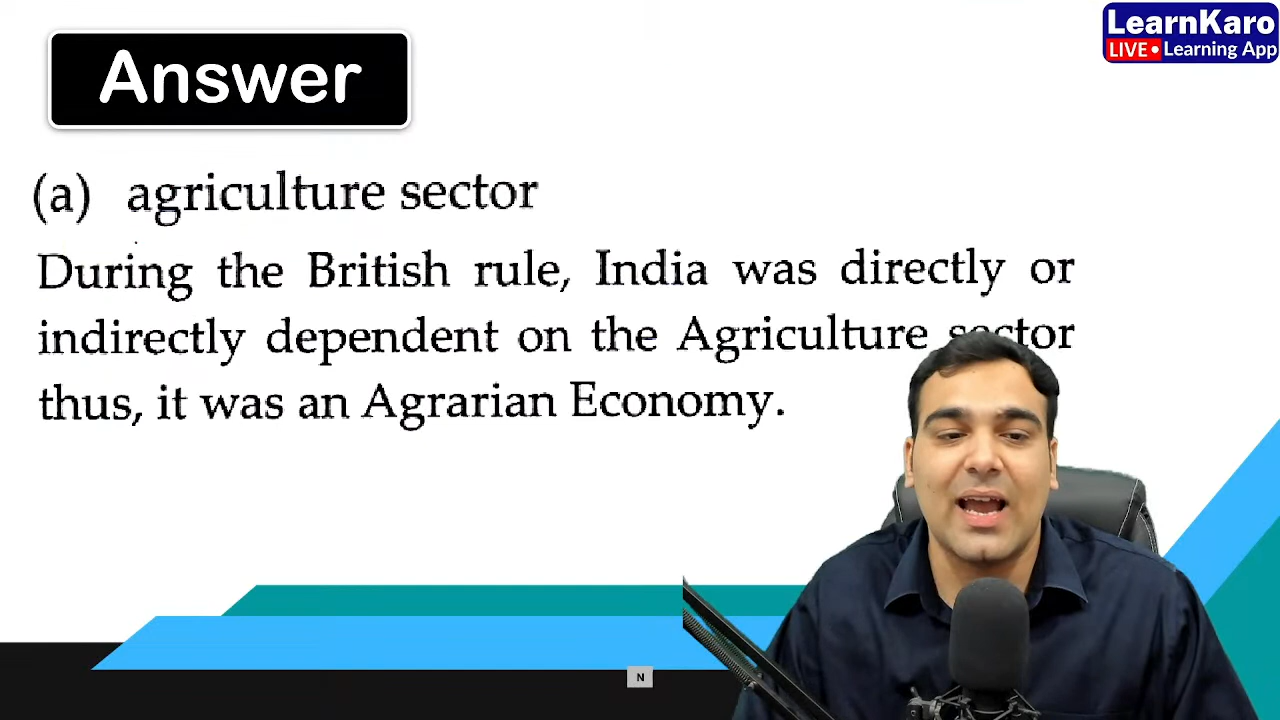 LearnKaro
LIVE • Learning App
Answer
(a) agriculture sector
During the British rule, India was directly or
indirectly dependent on the Agriculture sector
thus, it was an Agrarian Economy.
N